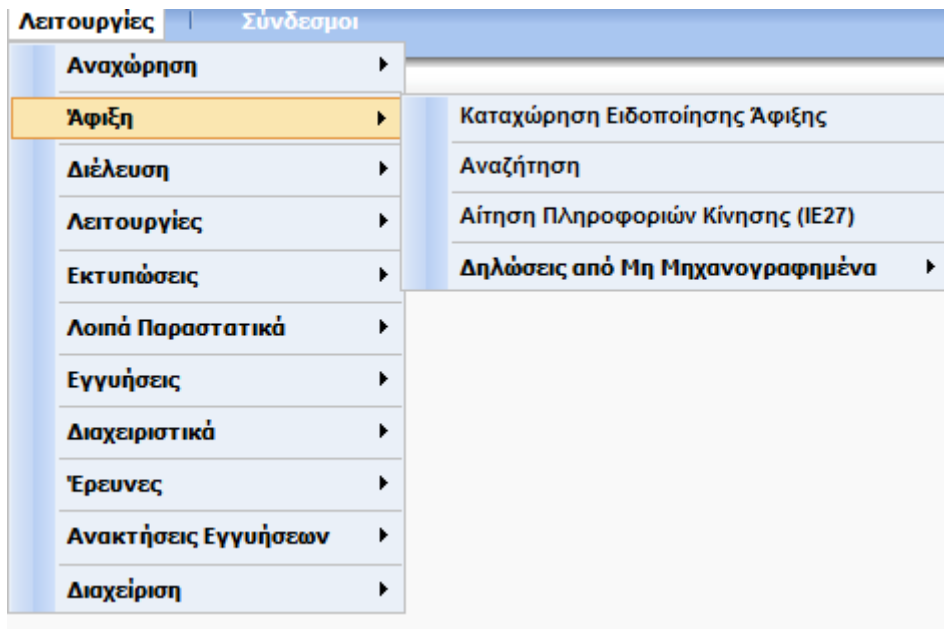 Λειτουργίες | Σύνδεσμοι
Αναχώρηση
Άφιξη
Καταχώρηση Ειδοποίησης Άφιξης
Αναζήτηση
Αίτηση Πληροφοριών Κίνησης (IE27)
Δηλώσεις από Μη Μηχανογραφημένα
Διέλευση
Λειτουργίες
Εκτυπώσεις
Λοιπά Παραστατικά
Εγγυήσεις
Διαχειριστικά
Έρευνες
Ανακτήσεις Εγγυήσεων
Διαχείριση